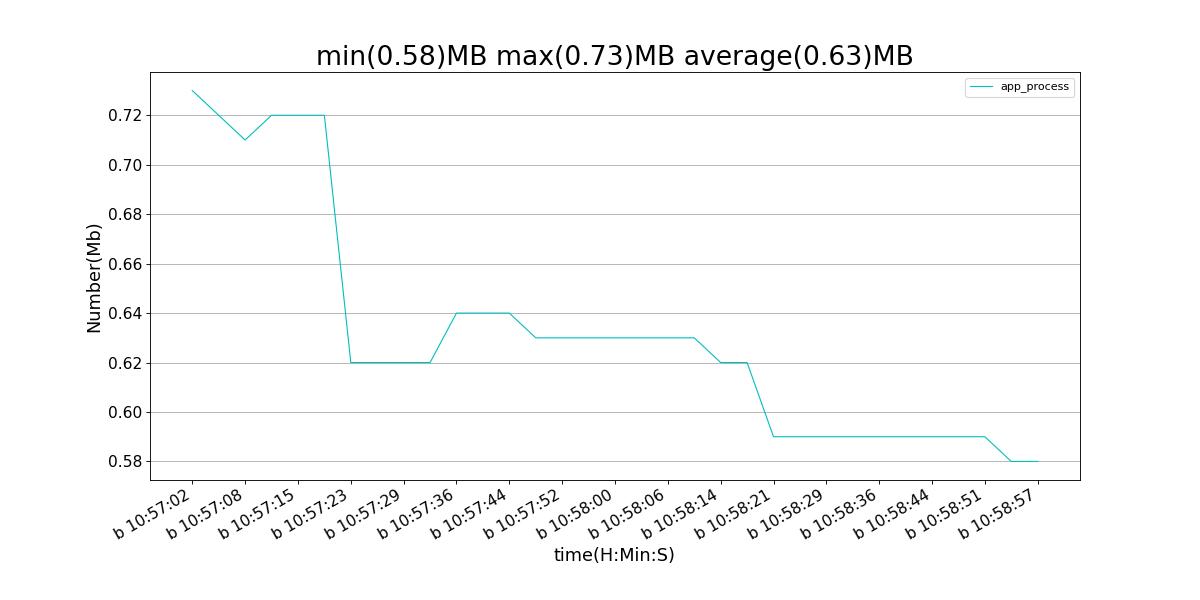 min(0.58)MB max(0.73)MB average(0.63)MB
app_process
0.72
0.70
0.68
0.66
0.64
0.62
0.60
0.58
Number(Mb)
b 10:57:02
b 10:57:08
b 10:57:15
b 10:57:23
b 10:57:29
b 10:57:36
b 10:57:44
b 10:57:52
b 10:58:00
b 10:58:06
b 10:58:14
b 10:58:21
b 10:58:29
b 10:58:36
b 10:58:44
b 10:58:51
b 10:58:57
time(H:Min:S)